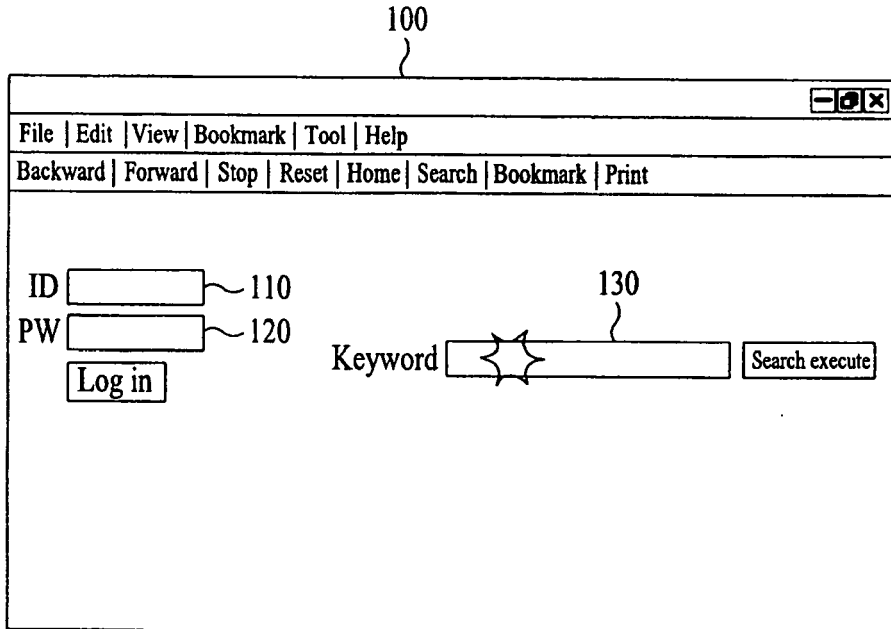 100
File | Edit | View | Bookmark | Tool | Help
Backward | Forward | Stop | Reset | Home | Search | Bookmark | Print
ID 110
PW 120
130
Keyword Search execute
Log in